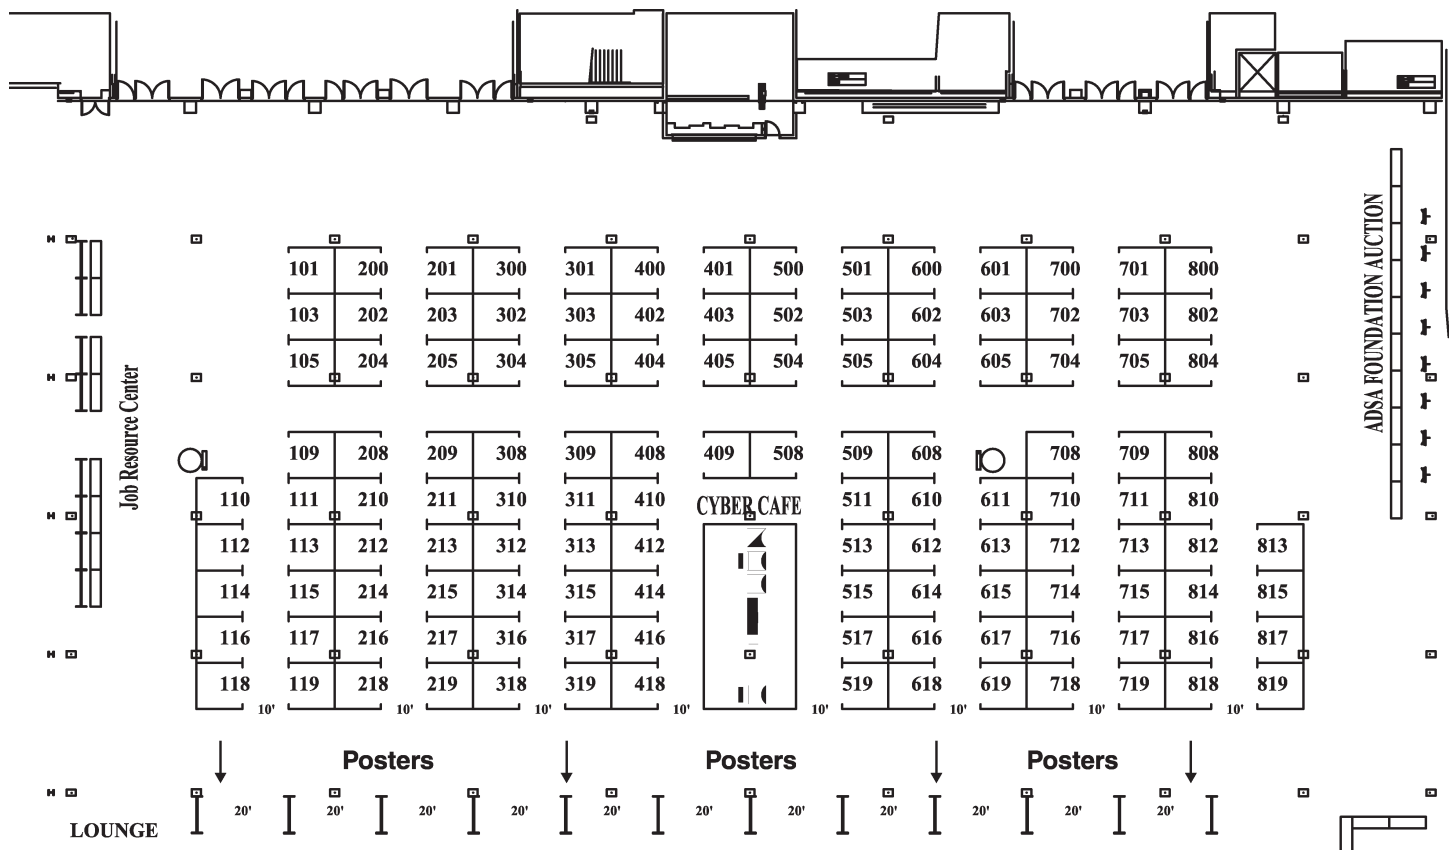 101 200 201 300 301 400 401 500 501 600 601 700 701 800
103 202 203 302 303 402 403 502 503 602 603 702 703 802
105 204 205 304 305 404 405 504 505 604 605 704 705 804
ADSA FOUNDATION AUCTION
Job Resource Center
109 208 209 308 309 408 409 508 509 608 708 709 808
110 111 210 211 310 311 410 511 610 611 710 711 810
CYBER CAFE
112 113 212 213 312 313 412 513 612 613 712 713 812 813
114 115 214 215 314 315 414 515 614 615 714 715 814 815
116 117 216 217 316 317 416 517 616 617 716 717 816 817
118 119 218 219 318 319 418 519 618 619 718 719 818 819
10' 10' 10' 10' 10' 10' 10' 10'
Posters Posters Posters
20' 20' 20' 20' 20' 20' 20' 20' 20' 20' 20'
LOUNGE